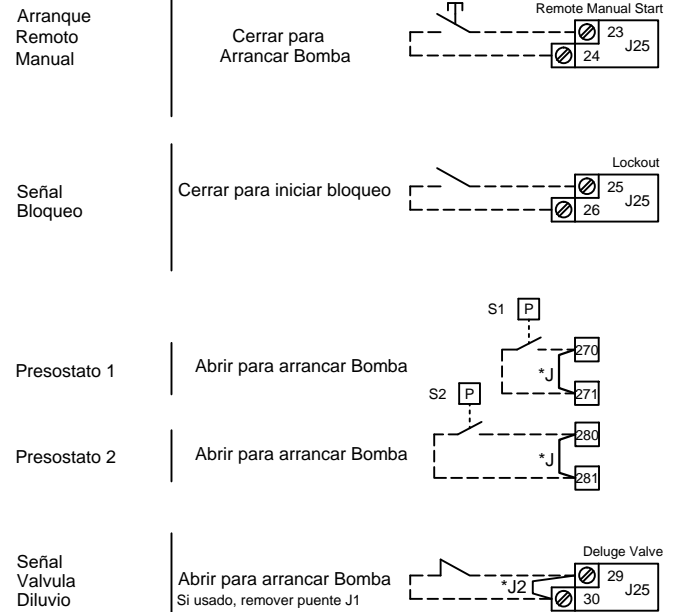 Arranque
Remoto
Manual
Cerrar para
Arrancar Bomba
Remote Manual Start
23
J25
24
Señal
Bloqueo
Cerrar para iniciar bloqueo
Lockout
25
J25
26
Presostato 1
Abrir para arrancar Bomba
S1 P
270
*J
271
Presostato 2
Abrir para arrancar Bomba
S2 P
280
*J
281
Señal
Valvula
Diluvio
Abrir para arrancar Bomba
Si usado, remover puente J1
Deluge Valve
*J2
29
J25
30